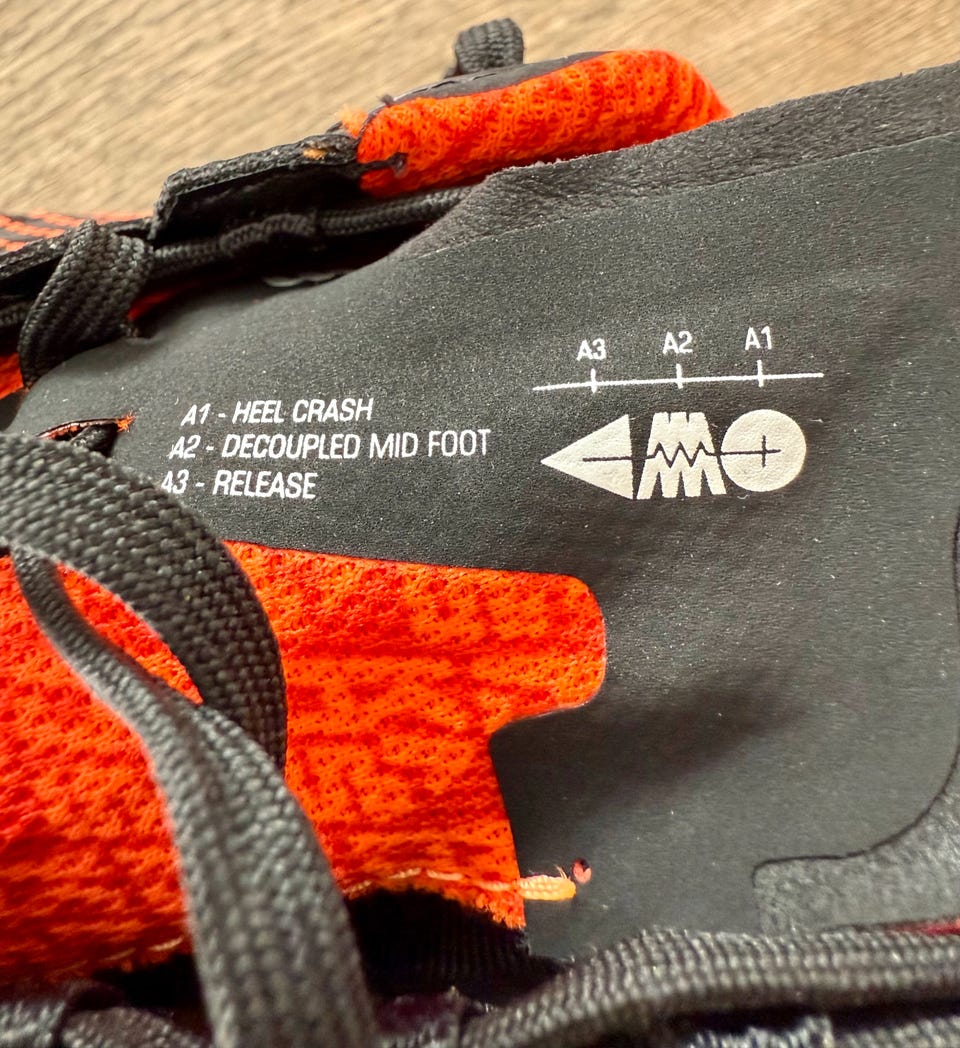 A3 A2 A1
A1 - HEEL CRASH
A2 - DECOUPLED MID FOOT
A3 - RELEASE